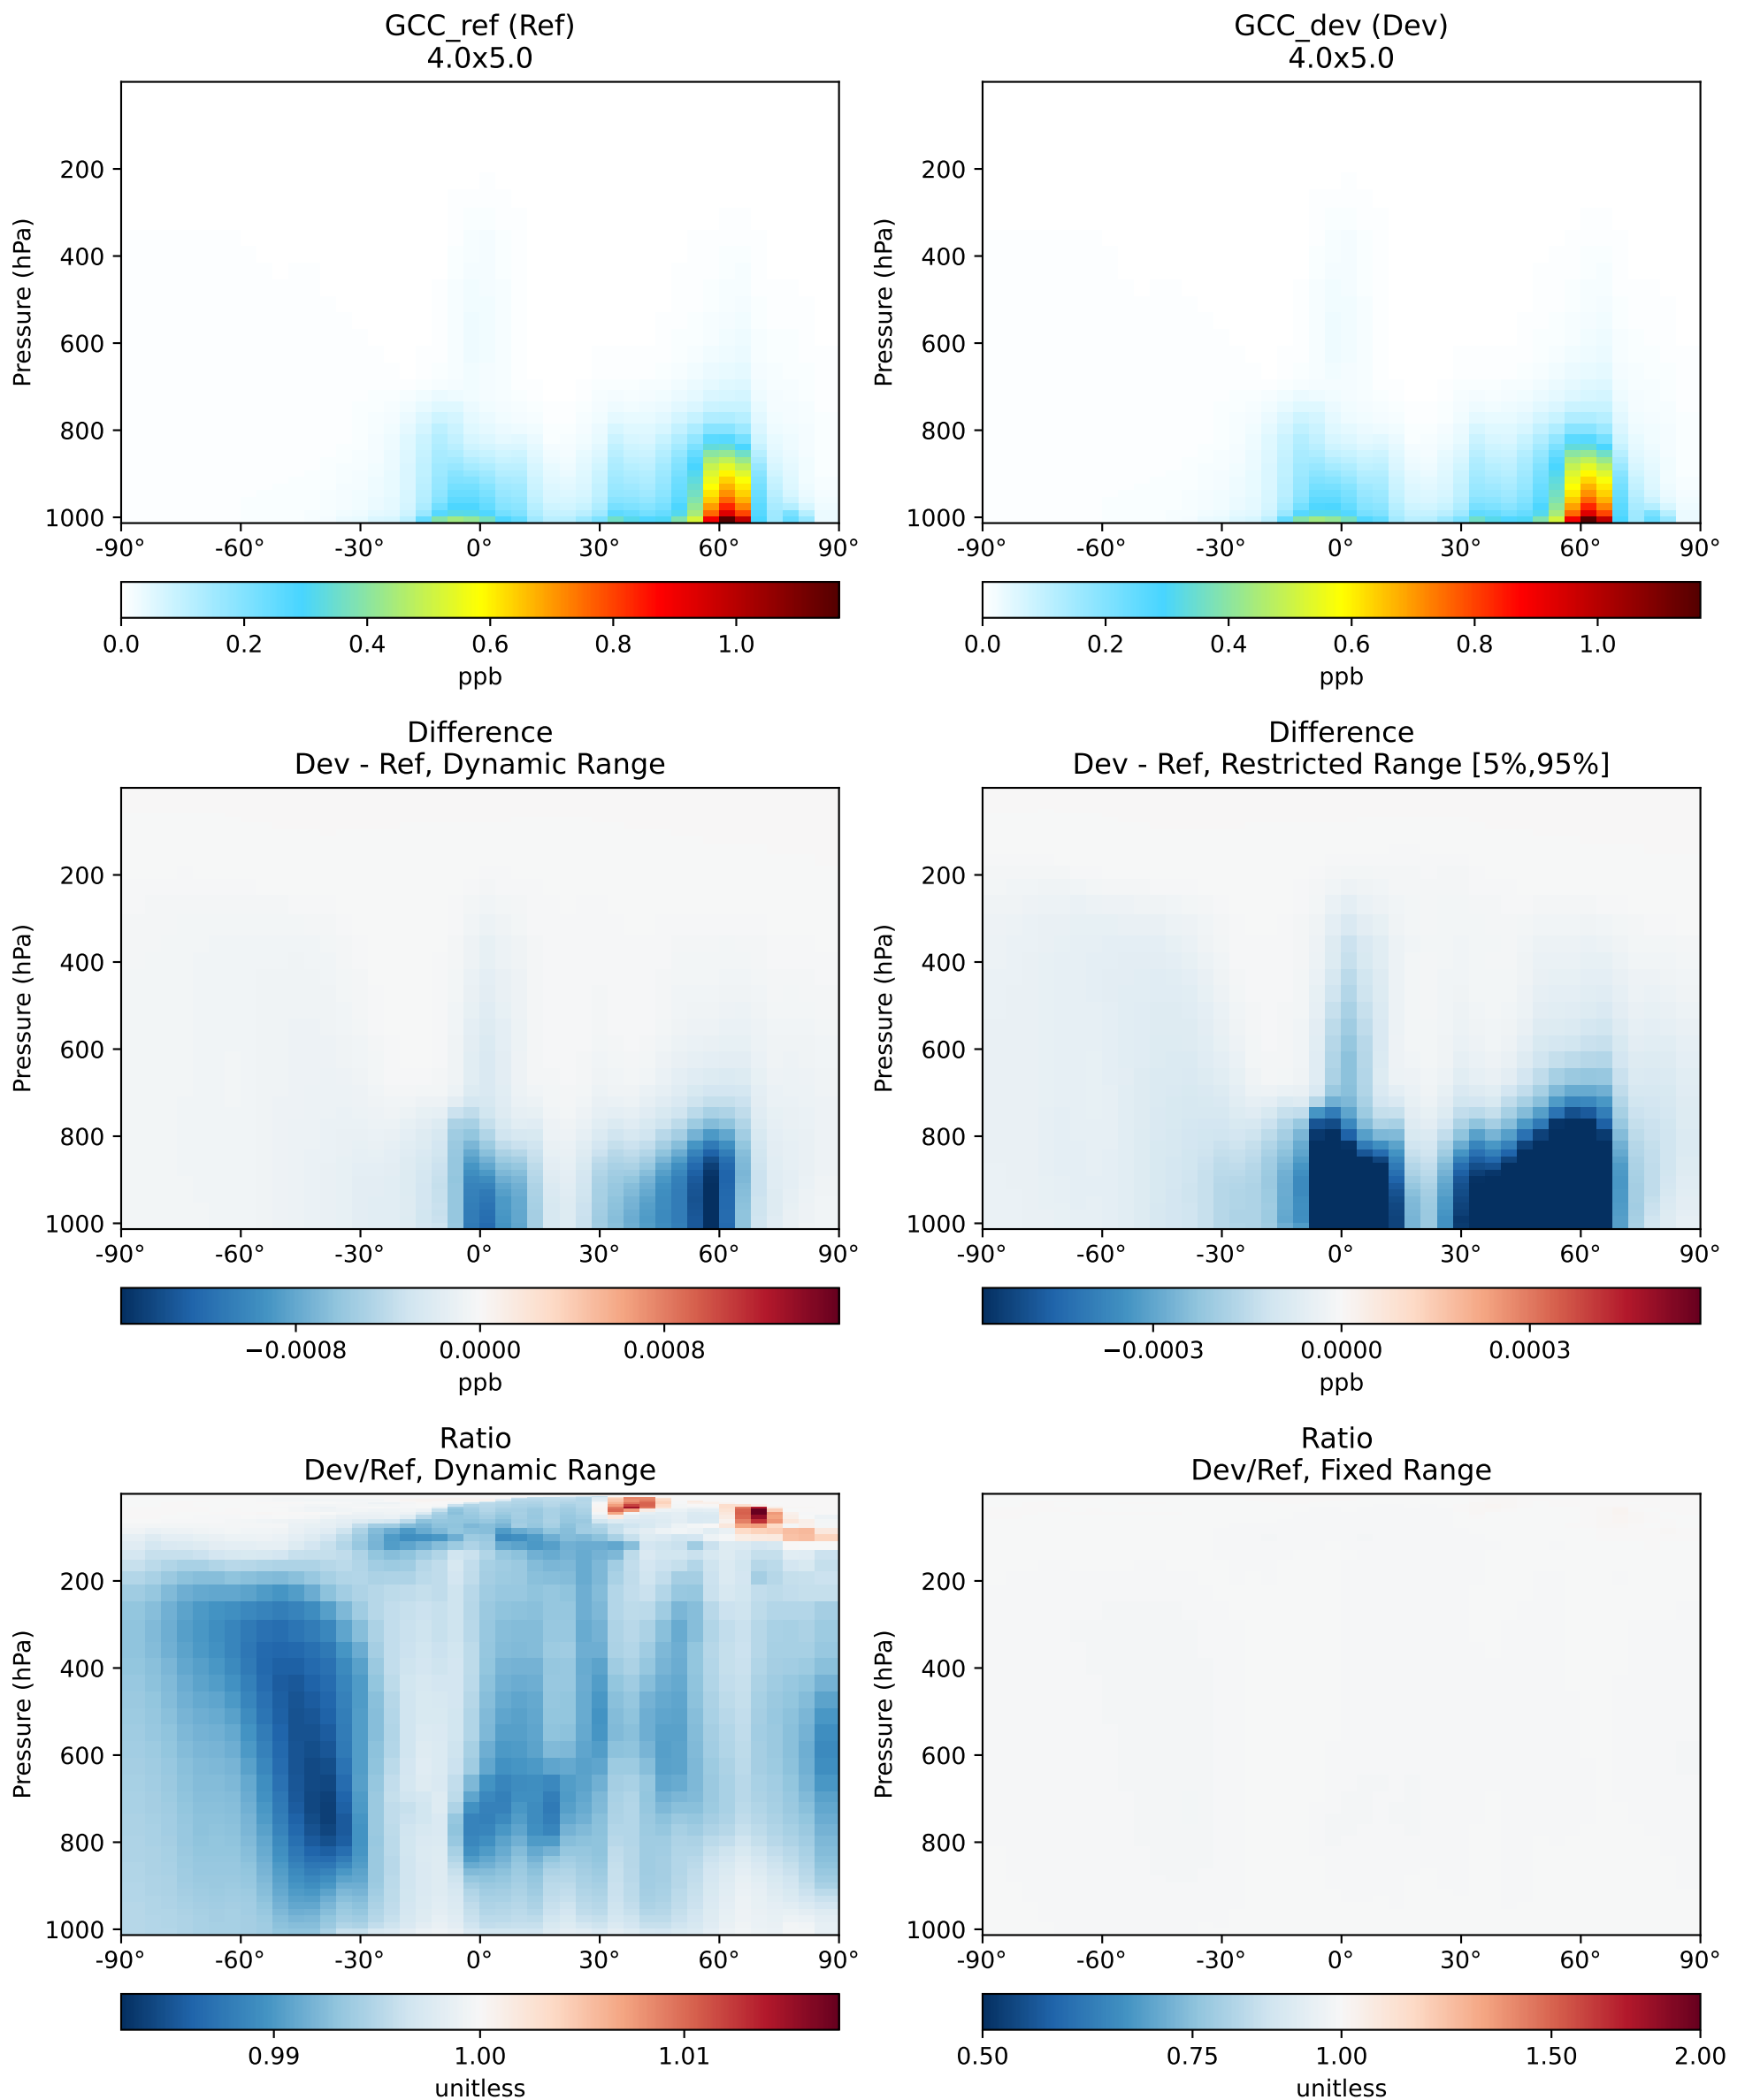 GCC_ref (Ref)
4.0x5.0
Pressure (hPa)
200
400
600
800
1000
-90° -60° -30° 0° 30° 60° 90°
0.0 0.2 0.4 0.6 0.8 1.0
ppb
GCC_dev (Dev)
4.0x5.0
Pressure (hPa)
200
400
600
800
1000
-90° -60° -30° 0° 30° 60° 90°
0.0 0.2 0.4 0.6 0.8 1.0
ppb
Difference
Dev - Ref, Dynamic Range
Pressure (hPa)
200
400
600
800
1000
-90° -60° -30° 0° 30° 60° 90°
−0.0008 0.0000 0.0008
ppb
Difference
Dev - Ref, Restricted Range [5%,95%]
Pressure (hPa)
200
400
600
800
1000
-90° -60° -30° 0° 30° 60° 90°
−0.0003 0.0000 0.0003
ppb
Ratio
Dev/Ref, Dynamic Range
Pressure (hPa)
200
400
600
800
1000
-90° -60° -30° 0° 30° 60° 90°
0.99 1.00 1.01
unitless
Ratio
Dev/Ref, Fixed Range
Pressure (hPa)
200
400
600
800
1000
-90° -60° -30° 0° 30° 60° 90°
0.50 0.75 1.00 1.50 2.00
unitless